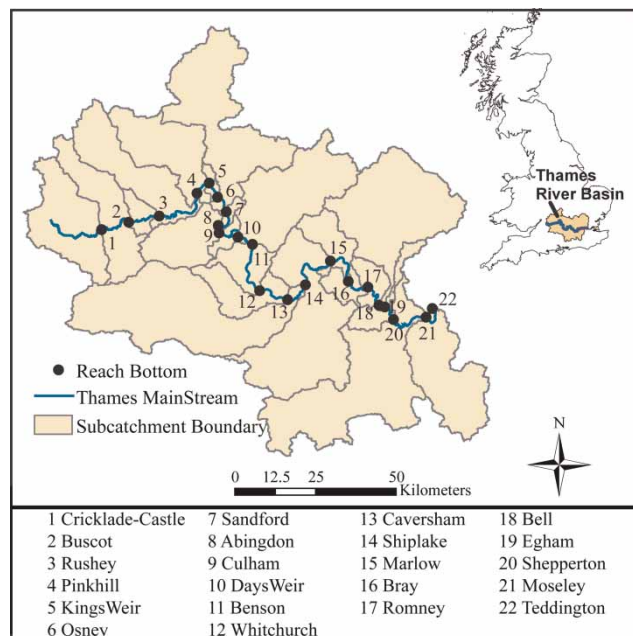 5
4
6
3
2
7
1
8
9
10
11
Thames
River Basin
15
12
13
14
16
17
18
19
20
21
22
Reach Bottom
Thames MainStream
Subcatchment Boundary
N
0 12.5 25 50
Kilometers
1 Cricklade-Castle 7 Sandford 13 Caversham 18 Bell
2 Buscot 8 Abingdon 14 Shiplake 19 Egham
3 Rushey 9 Culham 15 Marlow 20 Shepperton
4 Pinkhill 10 DaysWeir 16 Bray 21 Moseley
5 KingsWeir 11 Benson 17 Romney 22 Teddington
6 Osney 12 Whitchurch